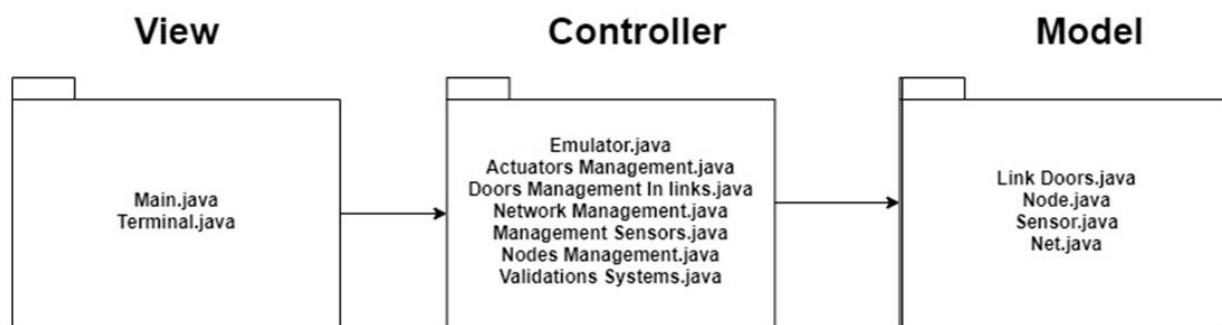 View
Controller
Model
Main.java
Terminal.java
Emulator.java
Actuators Management.java
Doors Management In links.java
Network Management.java
Management Sensors.java
Nodes Management.java
Validations Systems.java
Link Doors.java
Node.java
Sensor.java
Net.java